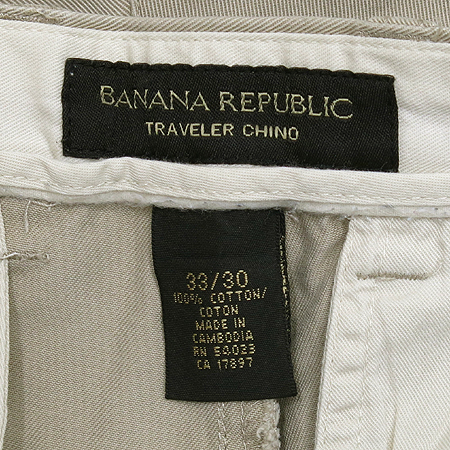 BANANA REPUBLIC
TRAVELER CHINO
33/30
100% COTTON/
COTON
MADE IN
CAMBODIA
RN 54023
CA 17897